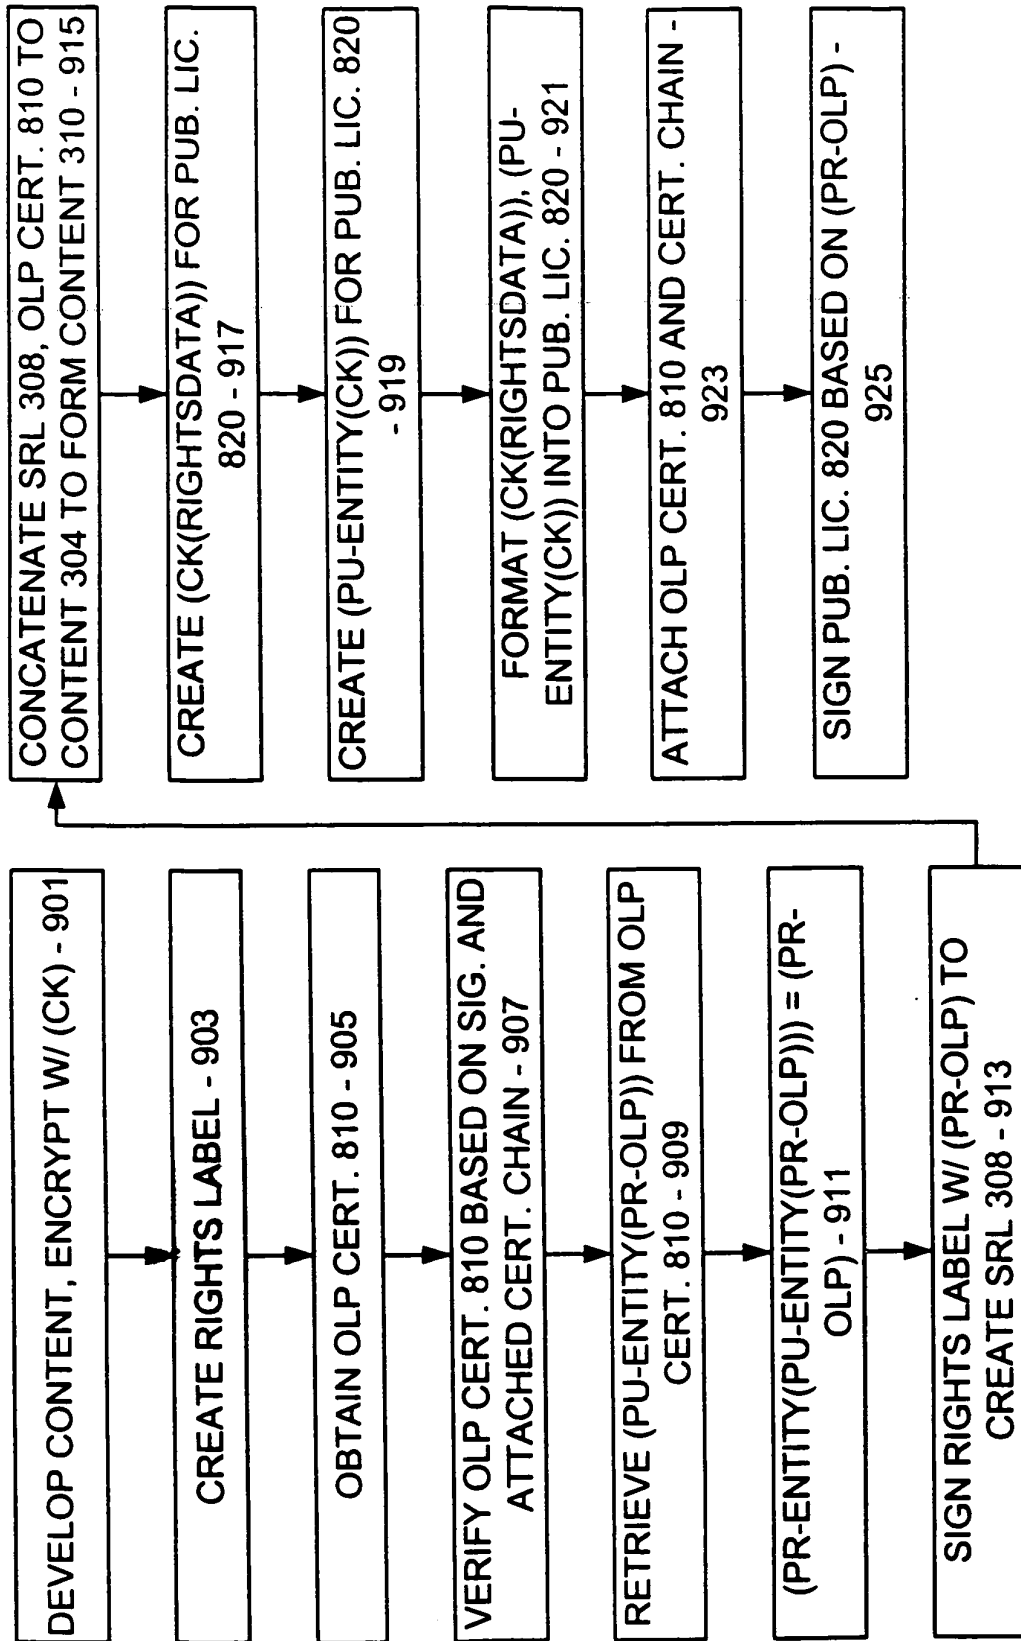 DEVELOP CONTENT, ENCRYPT W/ (CK) - 901
CREATE RIGHTS LABEL - 903
OBTAIN OLP CERT. 810 - 905
VERIFY OLP CERT. 810 BASED ON SIG. AND
ATTACHED CERT. CHAIN - 907
RETRIEVE (PU-ENTITY(PR-OLP)) FROM OLP
CERT. 810 - 909
(PR-ENTITY(PU-ENTITY(PR-OLP))) = (PR-
OLP) - 911
SIGN RIGHTS LABEL W/ (PR-OLP) TO
CREATE SRL 308 - 913
CONCATENATE SRL 308, OLP CERT. 810 TO
CONTENT 304 TO FORM CONTENT 310 - 915
CREATE (CK(RIGHTSDATA)) FOR PUB. LIC.
820 - 917
CREATE (PU-ENTITY(CK)) FOR PUB. LIC. 820
- 919
FORMAT (CK(RIGHTSDATA)), (PU-
ENTITY(CK)) INTO PUB. LIC. 820 - 921
ATTACH OLP CERT. 810 AND CERT. CHAIN -
923
SIGN PUB. LIC. 820 BASED ON (PR-OLP) -
925